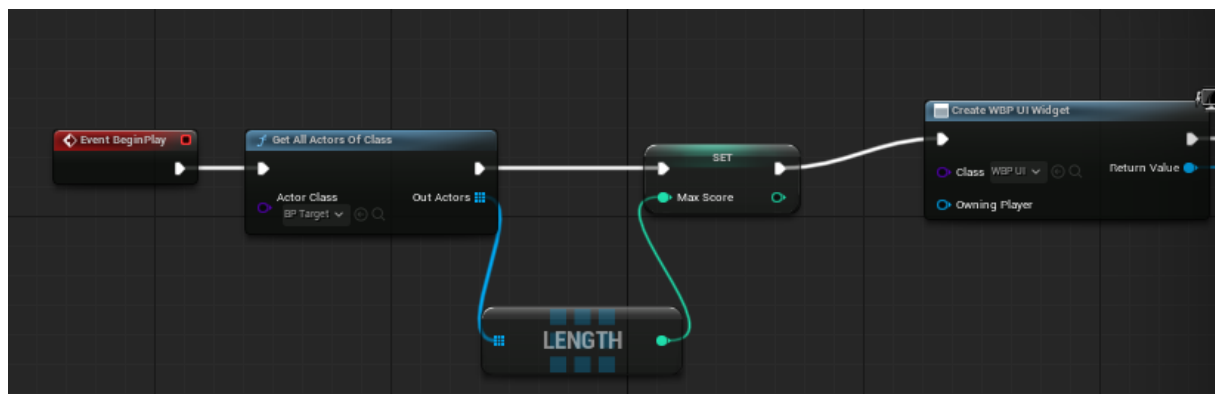 Event BeginPlay
Get All Actors Of Class
Actor Class
BP Target
Out Actors
LENGTH
SET
Max Score
Create WBP UI Widget
Class WBP UI
Return Value
Owning Player